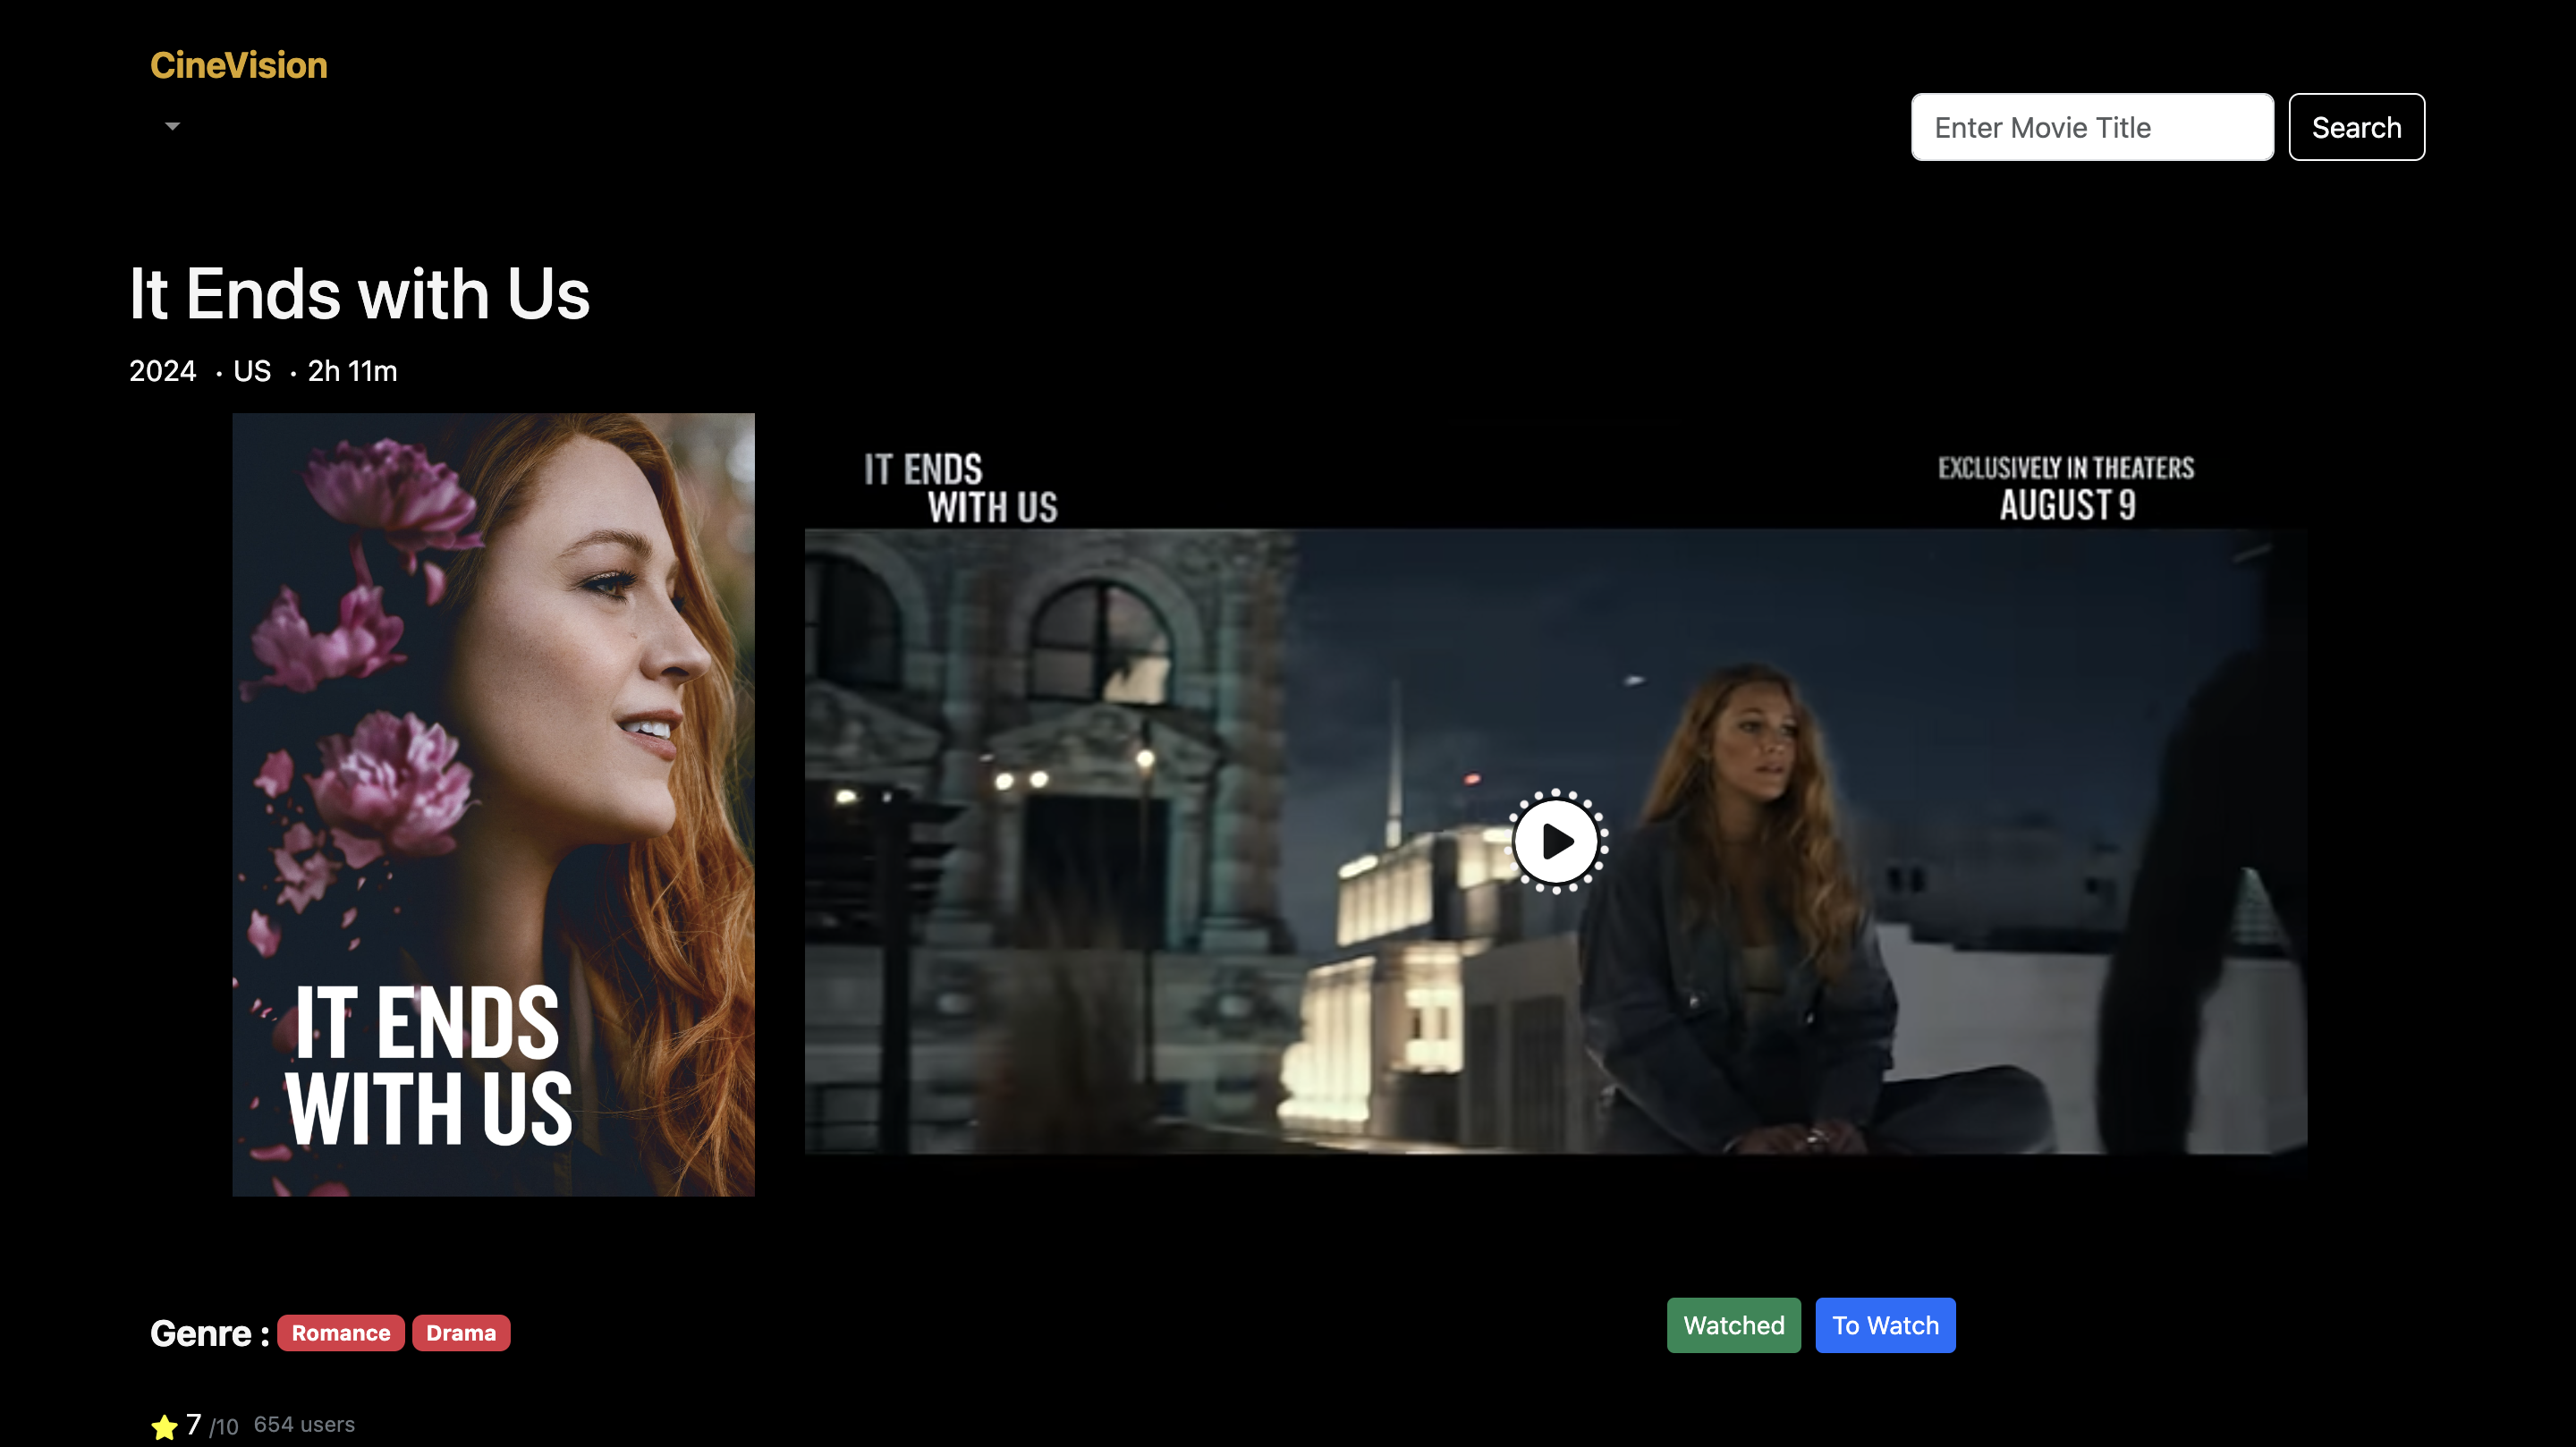 CineVision
Enter Movie Title
Search
It Ends with Us
2024 · US · 2h 11m
IT ENDS
WITH US
IT ENDS
WITH US
EXCLUSIVELY IN THEATERS
AUGUST 9
Genre : Romance Drama
Watched
To Watch
7 /10 654 users